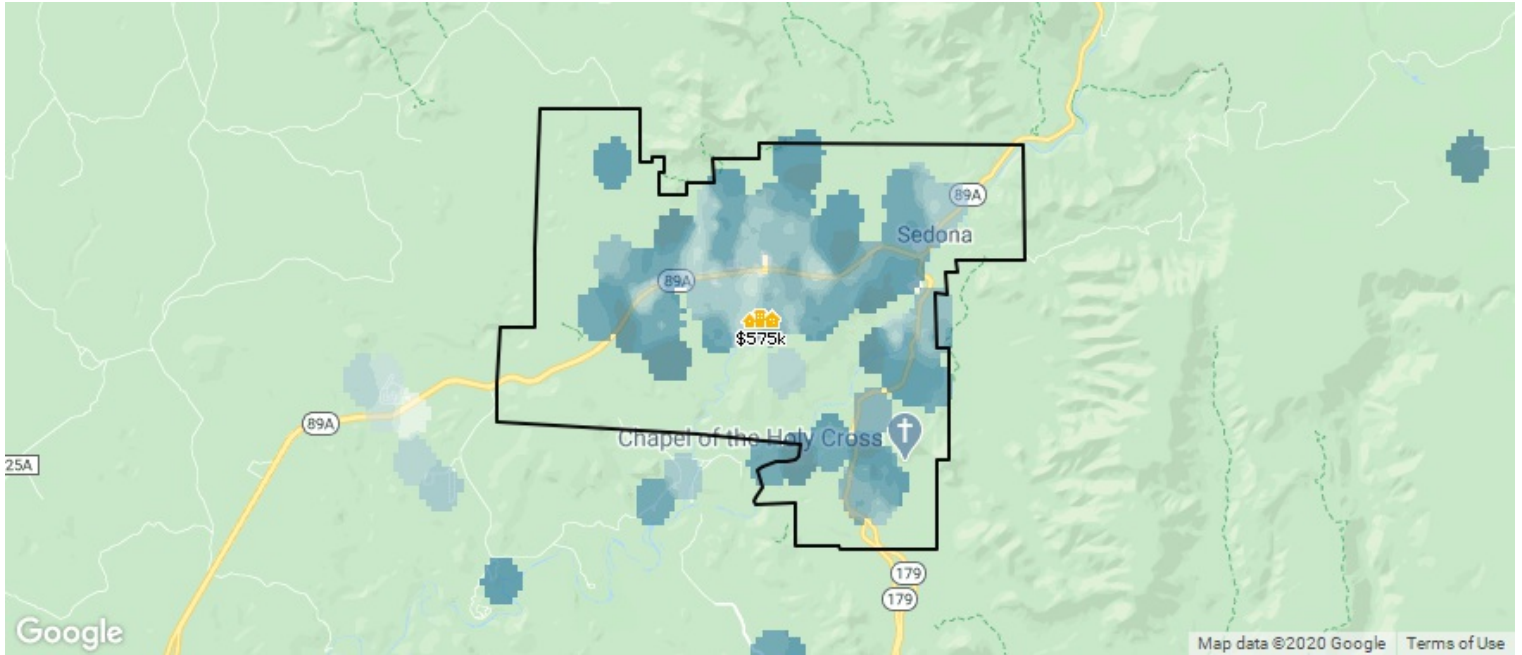 89A
Sedona
89A
$575k
89A
Chapel of the Holy Cross
25A
179
179
Google
Map data ©2020 Google
Terms of Use